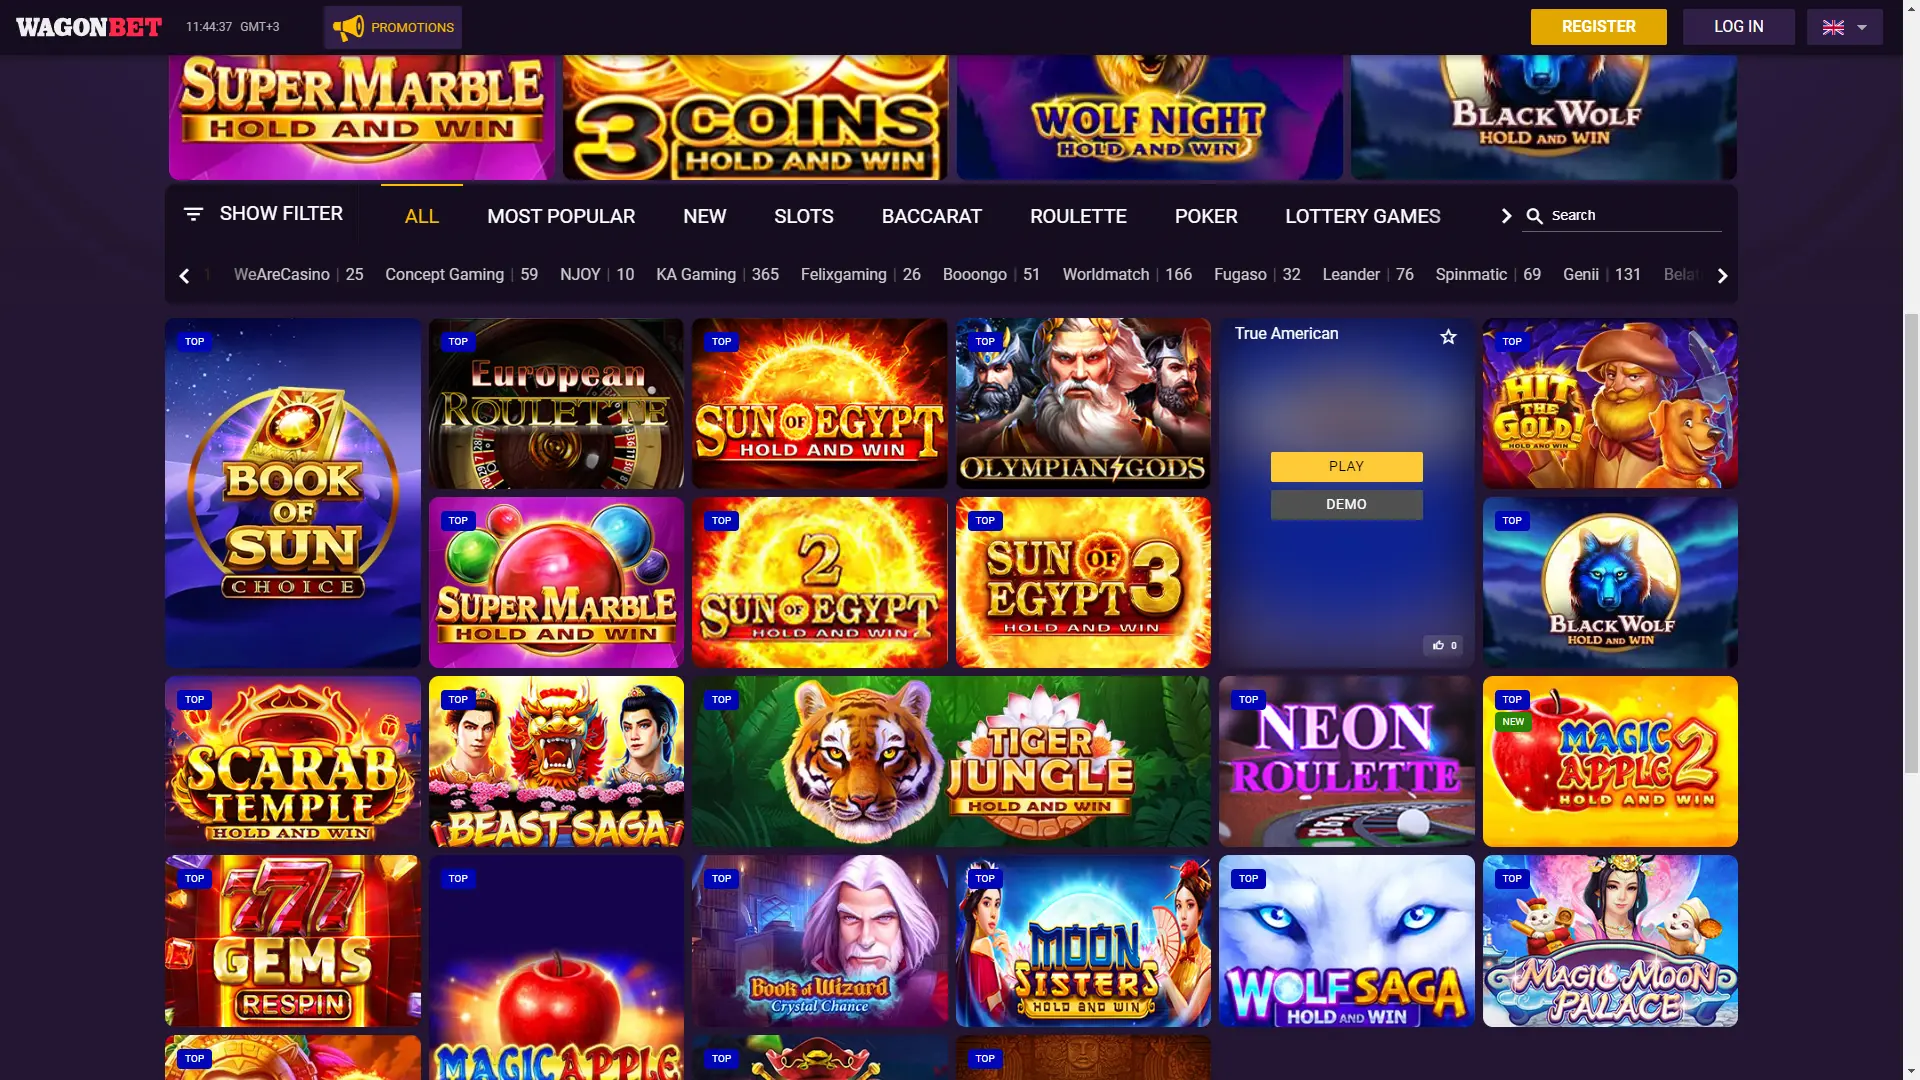 WAGONBET
11:44:37 GMT+3
PROMOTIONS
REGISTER
LOG IN
SUPER MARBLE
HOLD AND WIN
3 COINS
HOLD AND WIN
WOLF NIGHT
HOLD AND WIN
BLACK WOLF
HOLD AND WIN
SHOW FILTER
ALL
MOST POPULAR
NEW
SLOTS
BACCARAT
ROULETTE
POKER
LOTTERY GAMES
Search
1
WeAreCasino | 25
Concept Gaming | 59
NJOY | 10
KA Gaming | 365
Felixgaming | 26
Booongo | 51
Worldmatch | 166
Fugaso | 32
Leander | 76
Spinmatic | 69
Genii | 131
TOP
BOOK
OF
SUN
CHOICE
TOP
European
ROULETTE
TOP
SUN OF EGYPT
HOLD AND WIN
TOP
OLYMPIAN GODS
True American
PLAY
DEMO
0
TOP
HIT
THE
GOLD!
HOLD AND WIN
TOP
SUPER MARBLE
HOLD AND WIN
TOP
2
SUN OF EGYPT
HOLD AND WIN
TOP
SUN OF
EGYPT 3
HOLD AND WIN
TOP
BLACK WOLF
HOLD AND WIN
TOP
SCARAB
TEMPLE
HOLD AND WIN
TOP
BEAST SAGA
TOP
TIGER
JUNGLE
HOLD AND WIN
TOP
NEON
ROULETTE
TOP
NEW
MAGIC
APPLE 2
HOLD AND WIN
TOP
777
GEMS
RESPIN
TOP
MAGIC APPLE
TOP
Book of Wizard
Crystal Chance
TOP
MOON
SISTERS
HOLD AND WIN
TOP
WOLF SAGA
HOLD AND WIN
TOP
MAGIC MOON
PALACE
TOP
TOP
TOP